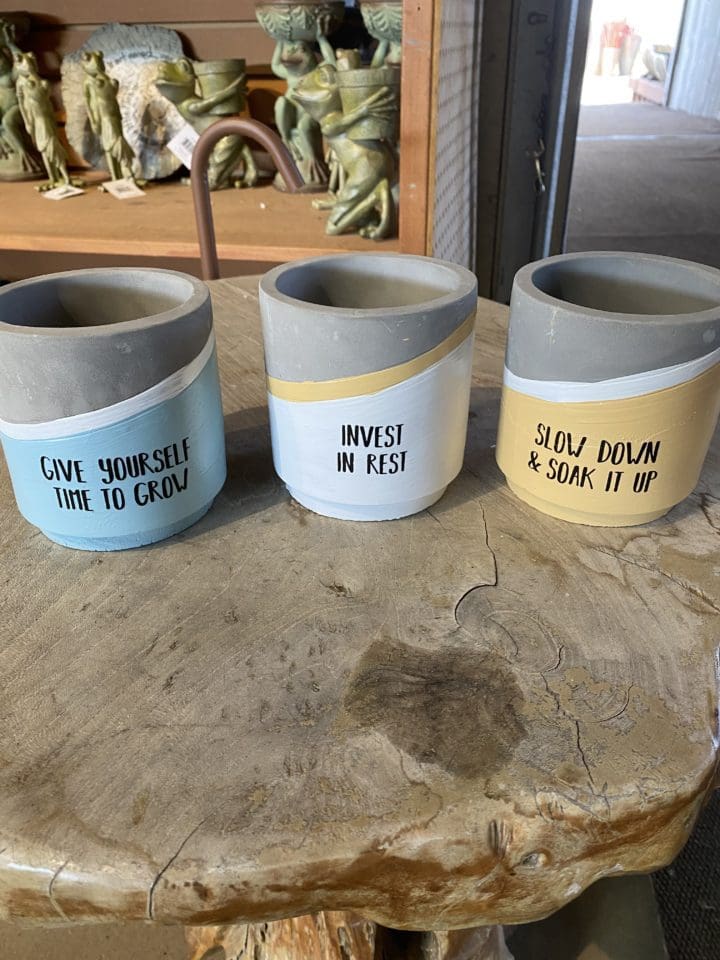 GIVE YOURSELF
TIME TO GROW
INVEST
IN REST
SLOW DOWN
& SOAK IT UP